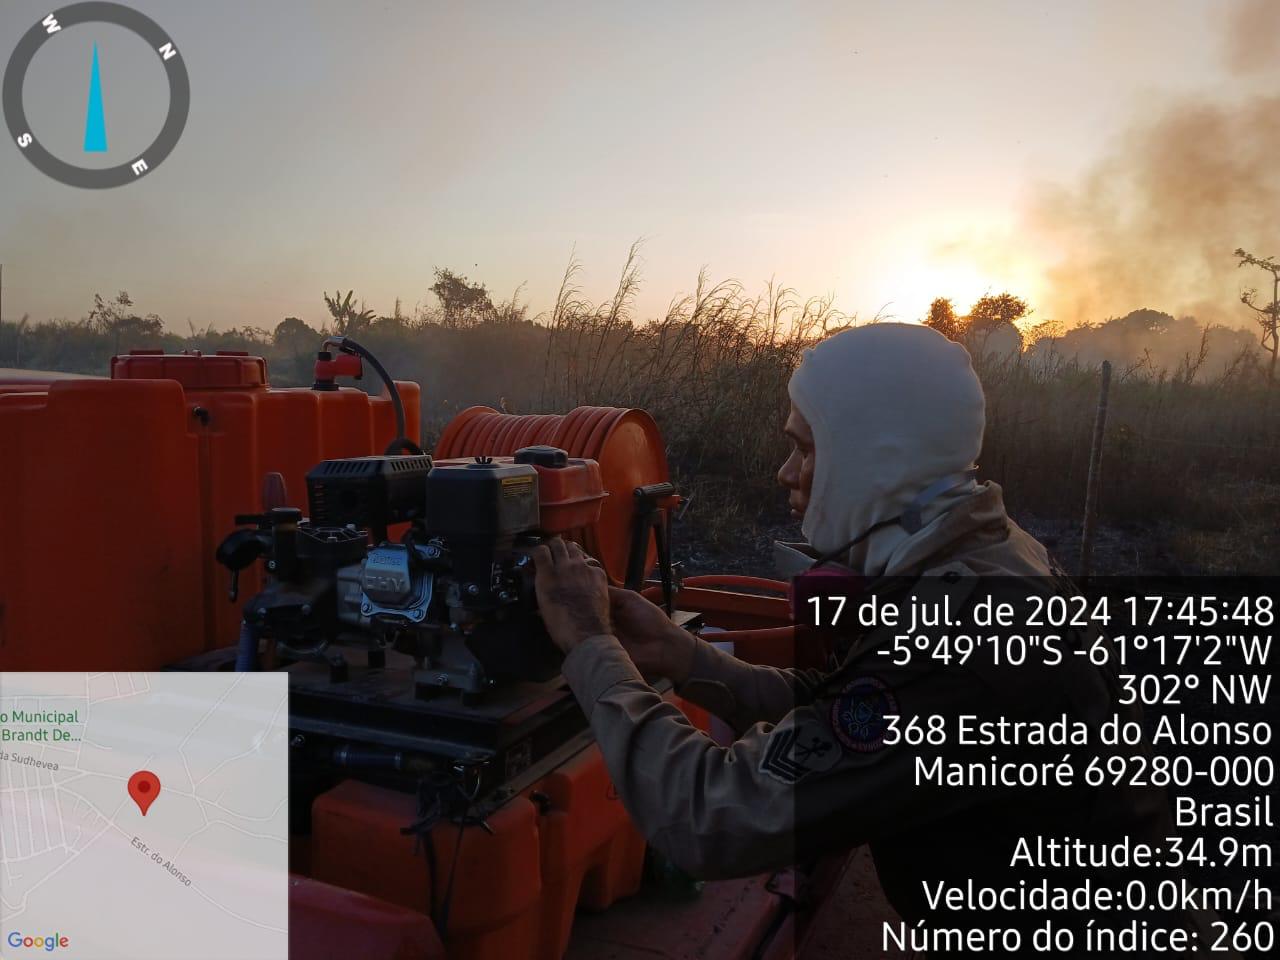 W
N
S
E
17 de jul. de 2024 17:45:48
-5°49'10"S -61°17'2"W
302° NW
368 Estrada do Alonso
Manicoré 69280-000
Brasil
Altitude:34.9m
Velocidade:0.0km/h
Número do índice: 260
o Municipal
Brandt De...
da Sudhevea
Estr. do Alonso
Google